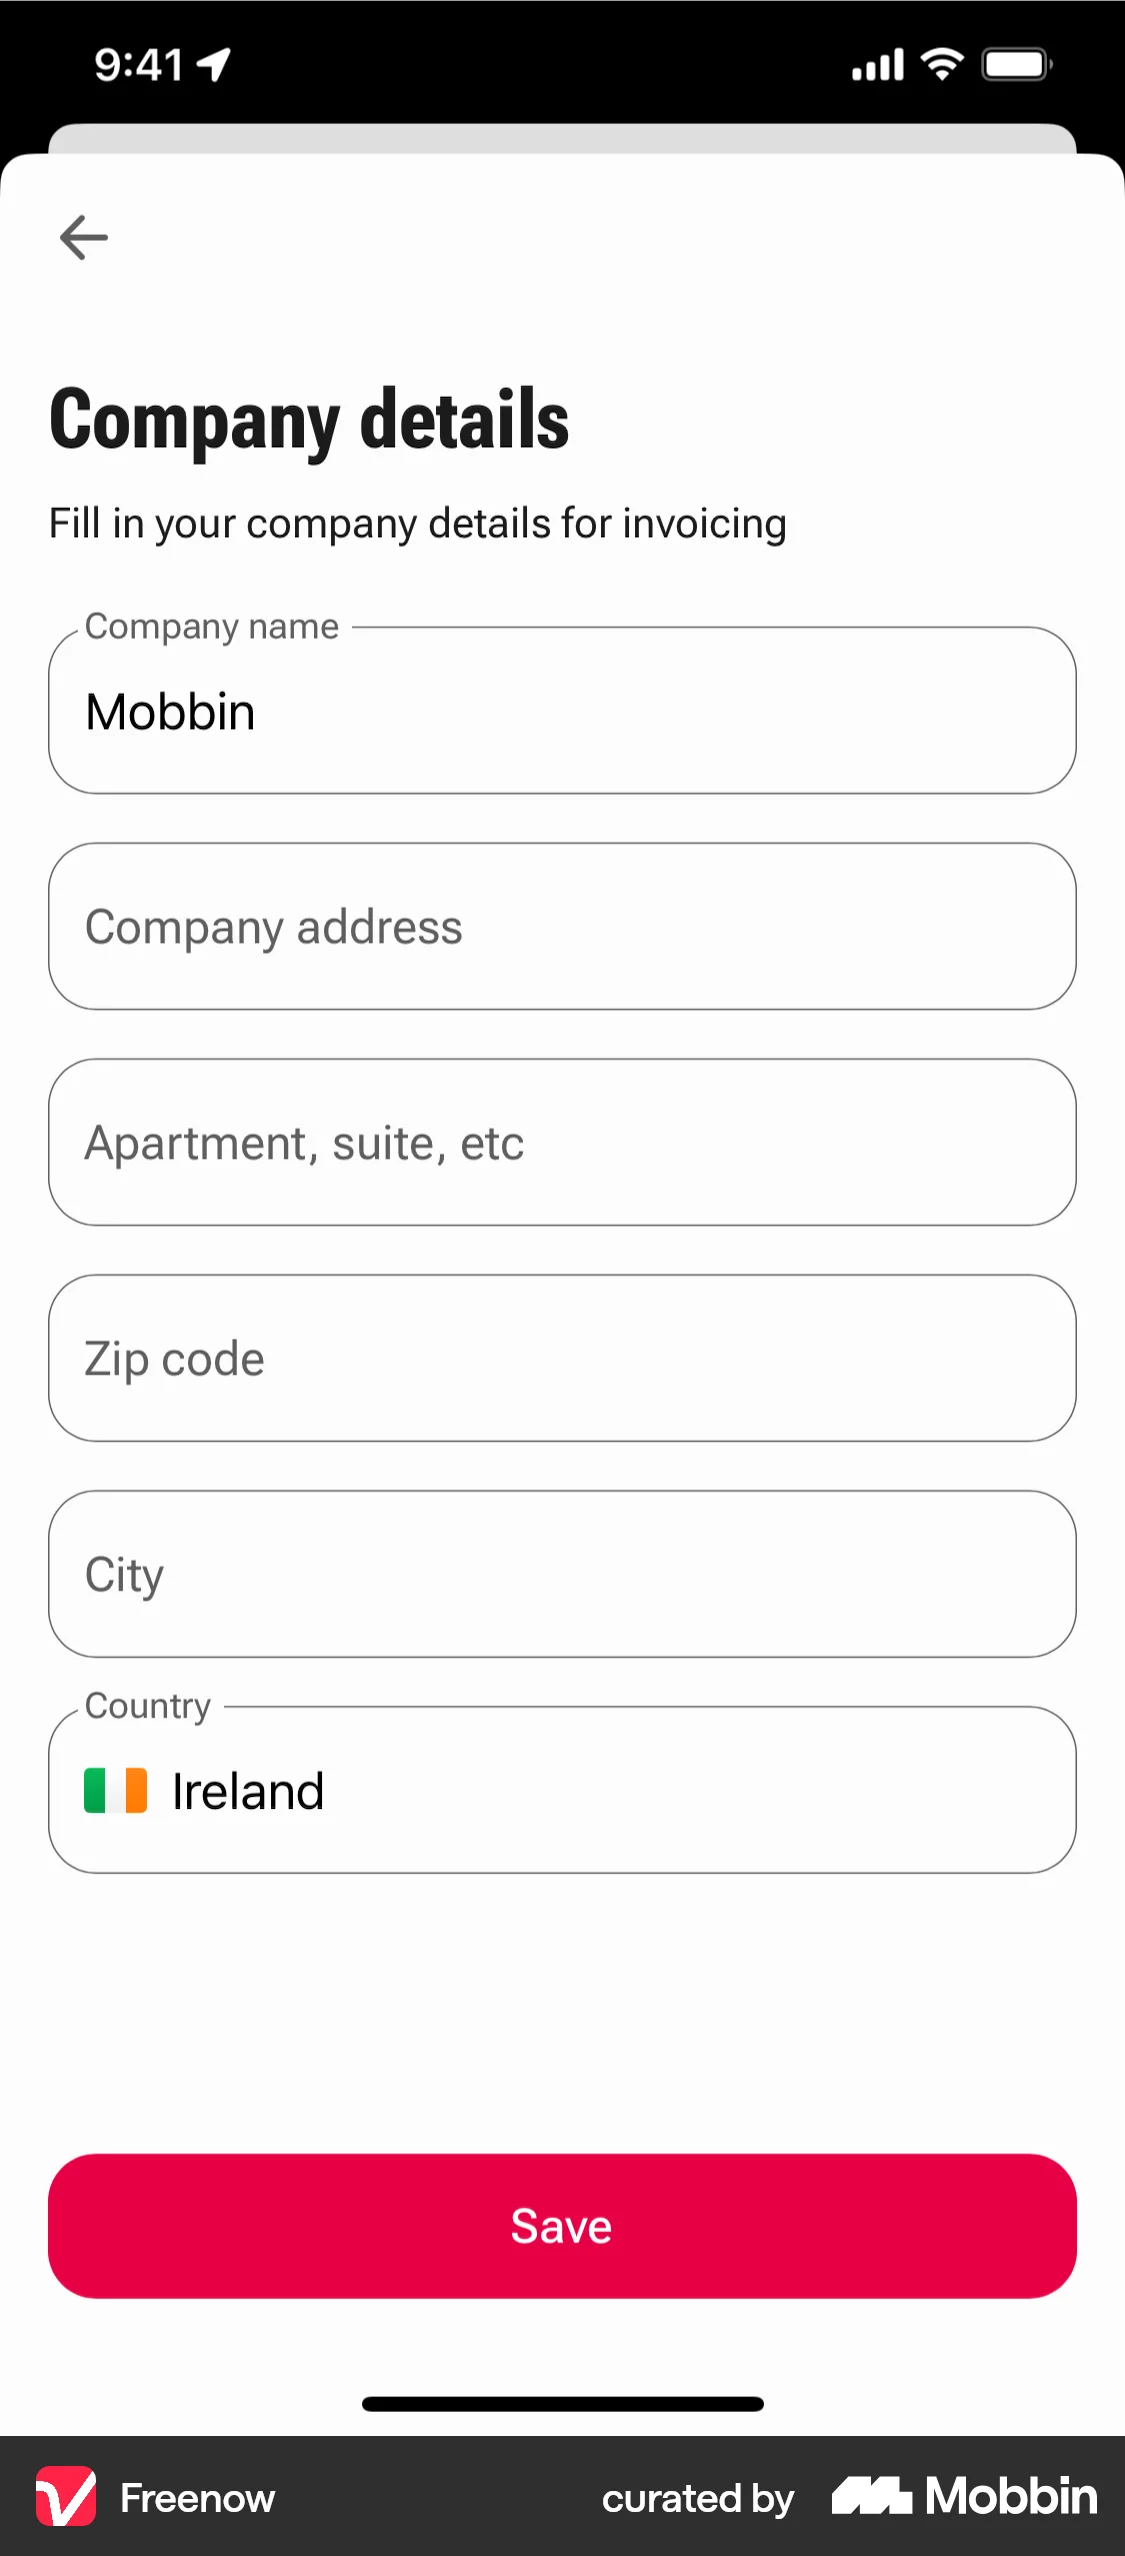 9:41
Company details
Fill in your company details for invoicing
Company name
Mobbin
Company address
Apartment, suite, etc
Zip code
City
Country
Ireland
Save
Freenow
curated by
Mobbin